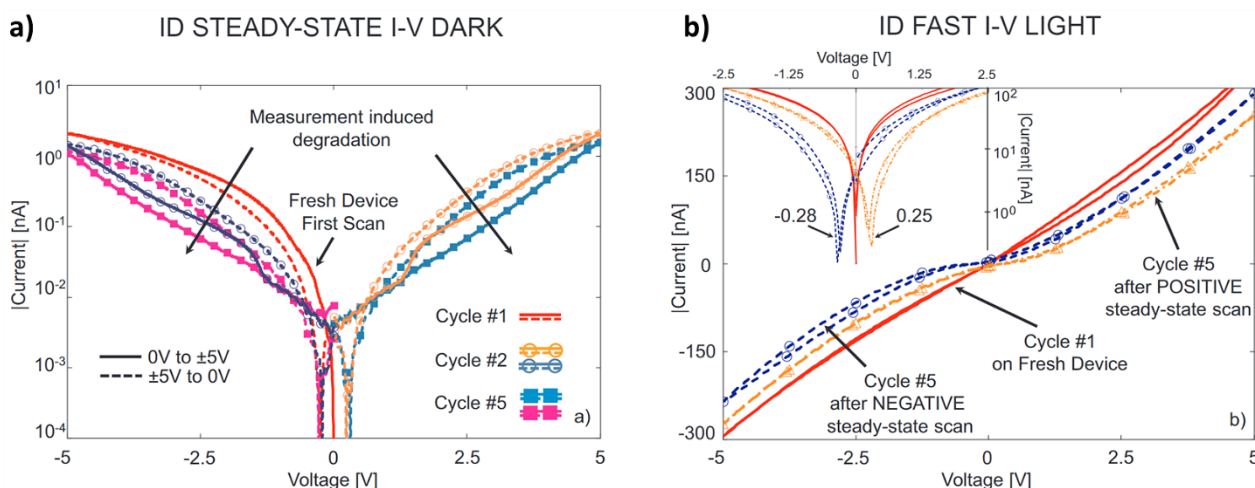 a)
ID STEADY-STATE I-V DARK
|Current| [nA]
10^1
10^0
10^-1
10^-2
10^-3
10^-4
Measurement induced
degradation
Fresh Device
First Scan
0V to ±5V
±5V to 0V
Cycle #1
Cycle #2
Cycle #5
a)
-5
-2.5
0
2.5
5
Voltage [V]
b)
ID FAST I-V LIGHT
Voltage [V]
-2.5
-1.25
0
1.25
2.5
|Current| [nA]
300
150
0
-150
-300
10^2
10^1
10^0
|Current| [nA]
-0.28
0.25
Cycle #5
after POSITIVE
steady-state scan
Cycle #1
on Fresh Device
Cycle #5
after NEGATIVE
steady-state scan
b)
-5
-2.5
0
2.5
5
Voltage [V]